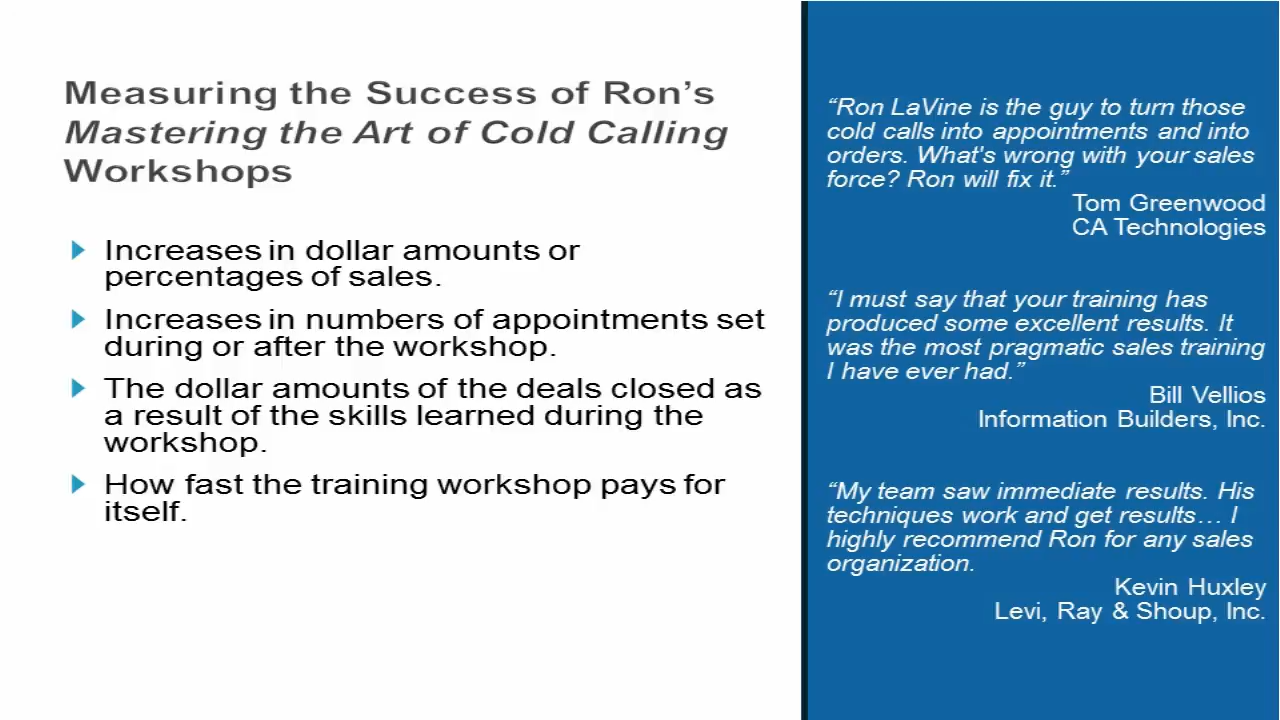 Measuring the Success of Ron’s
Mastering the Art of Cold Calling
Workshops
Increases in dollar amounts or
percentages of sales.
Increases in numbers of appointments set
during or after the workshop.
The dollar amounts of the deals closed as
a result of the skills learned during the
workshop.
How fast the training workshop pays for
itself.
“Ron LaVine is the guy to turn those
cold calls into appointments and into
orders. What's wrong with your sales
force? Ron will fix it.”
Tom Greenwood
CA Technologies
“I must say that your training has
produced some excellent results. It
was the most pragmatic sales training
I have ever had.”
Bill Vellios
Information Builders, Inc.
“My team saw immediate results. His
techniques work and get results… I
highly recommend Ron for any sales
organization.
Kevin Huxley
Levi, Ray & Shoup, Inc.